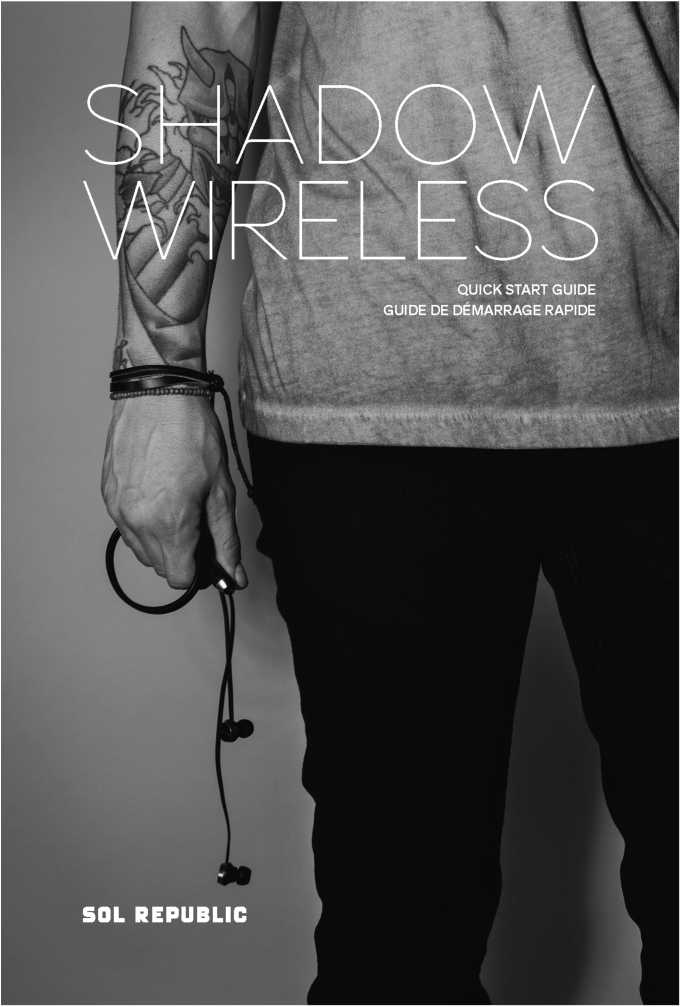 SHADOW
WIRELESS
QUICK START GUIDE
GUIDE DE DÉMARRAGE RAPIDE
SOL REPUBLIC